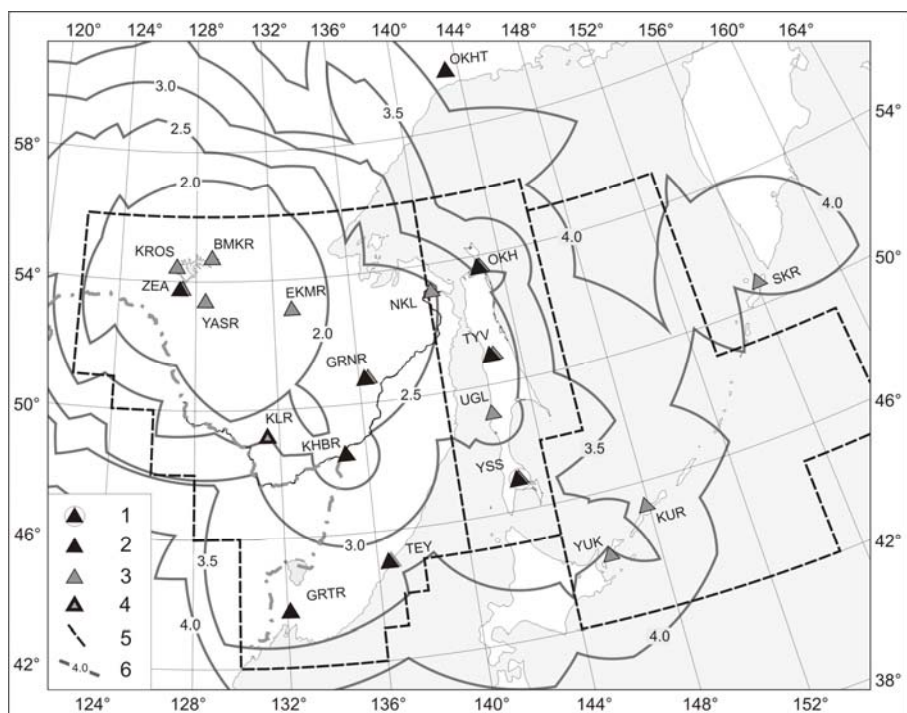 120° 124° 128° 132° 136° 140° 144° 148° 152° 156° 160° 164°
OKHT
3.0
3.5
54°
58°
2.5
2.0
4.0
4.0
KROS
BMKR
OKH
50°
54°
ZEA
EKMR
NKL
SKR
YASR
2.0
TYV
GRNR
2.5
UGL
46°
50°
KLR
KHBR
3.5
YSS
1
KUR
2
3.0
YUK
42°
46°
3
3.5
TEY
4
GRTR
5
4.0
4.0
4.0 6
42°
38°
124° 128° 132° 136° 140° 144° 148° 152°